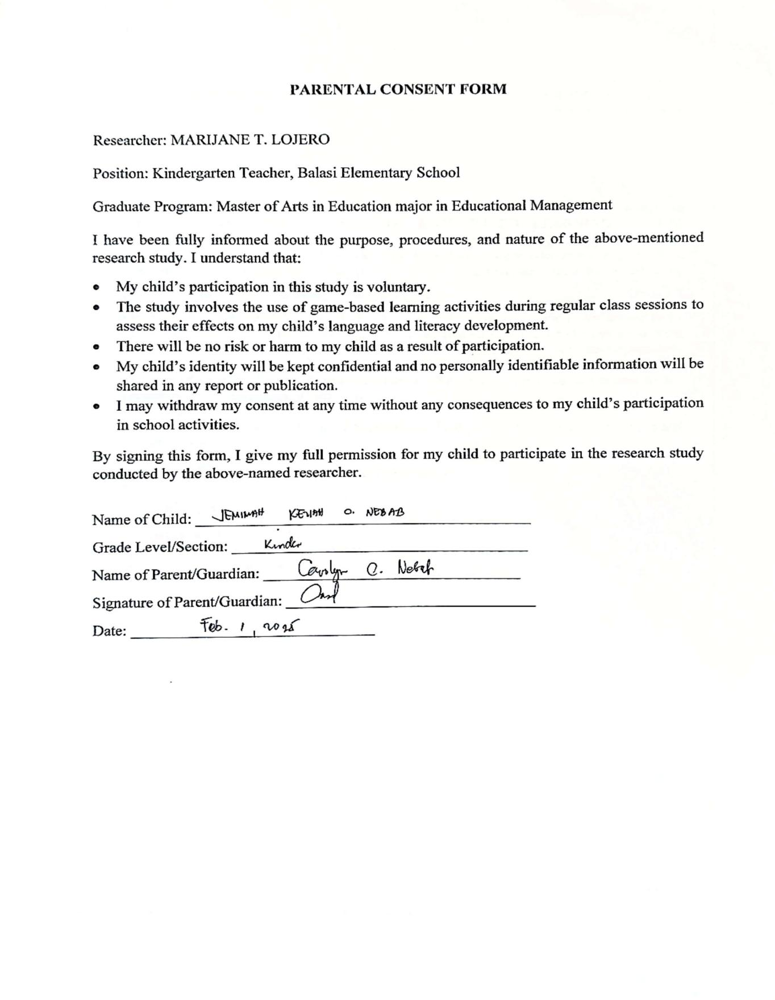 PARENTAL CONSENT FORM
Researcher: MARIJANE T. LOJERO
Position: Kindergarten Teacher, Balasi Elementary School
Graduate Program: Master of Arts in Education major in Educational Management
I have been fully informed about the purpose, procedures, and nature of the above-mentioned
research study. I understand that:
• My child's participation in this study is voluntary.
• The study involves the use of game-based learning activities during regular class sessions to
assess their effects on my child's language and literacy development.
• There will be no risk or harm to my child as a result of participation.
• My child's identity will be kept confidential and no personally identifiable information will be
shared in any report or publication.
• I may withdraw my consent at any time without any consequences to my child's participation
in school activities.
By signing this form, I give my full permission for my child to participate in the research study
conducted by the above-named researcher.
Name of Child: JEMIMAH O. NEBAB
Grade Level/Section: Kinder
Name of Parent/Guardian: Carolyn O. Nebab
Signature of Parent/Guardian:
Date: Feb. 1, 2025